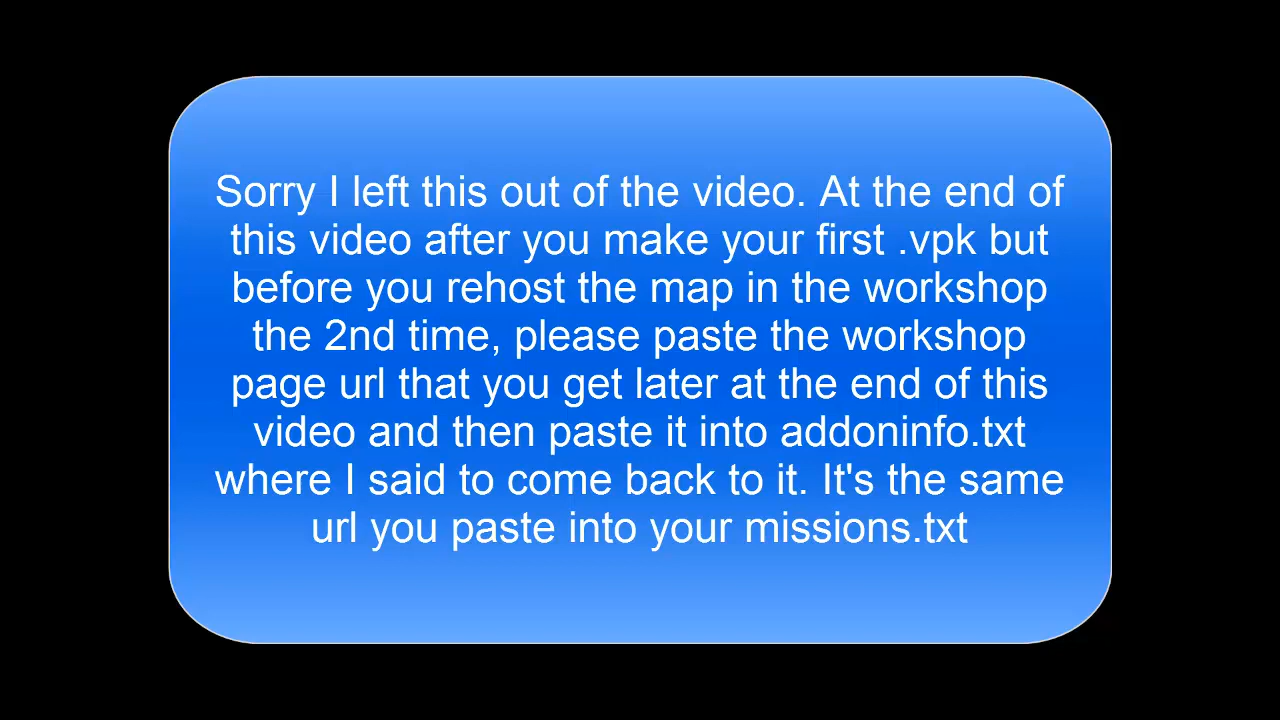 Sorry I left this out of the video. At the end of
this video after you make your first .vpk but
before you rehost the map in the workshop
the 2nd time, please paste the workshop
page url that you get later at the end of this
video and then paste it into addoninfo.txt
where I said to come back to it. It's the same
url you paste into your missions.txt